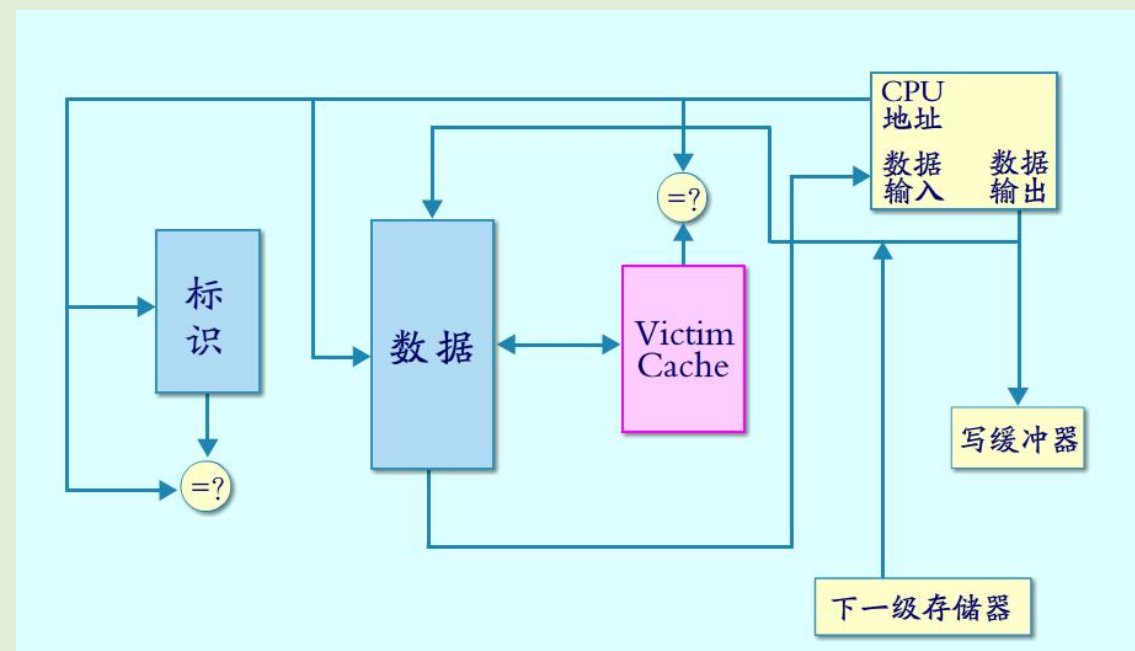 CPU
地址
数据 数据
输入 输出
=?
标
识
数据
Victim
Cache
写缓冲器
=?
下一级存储器